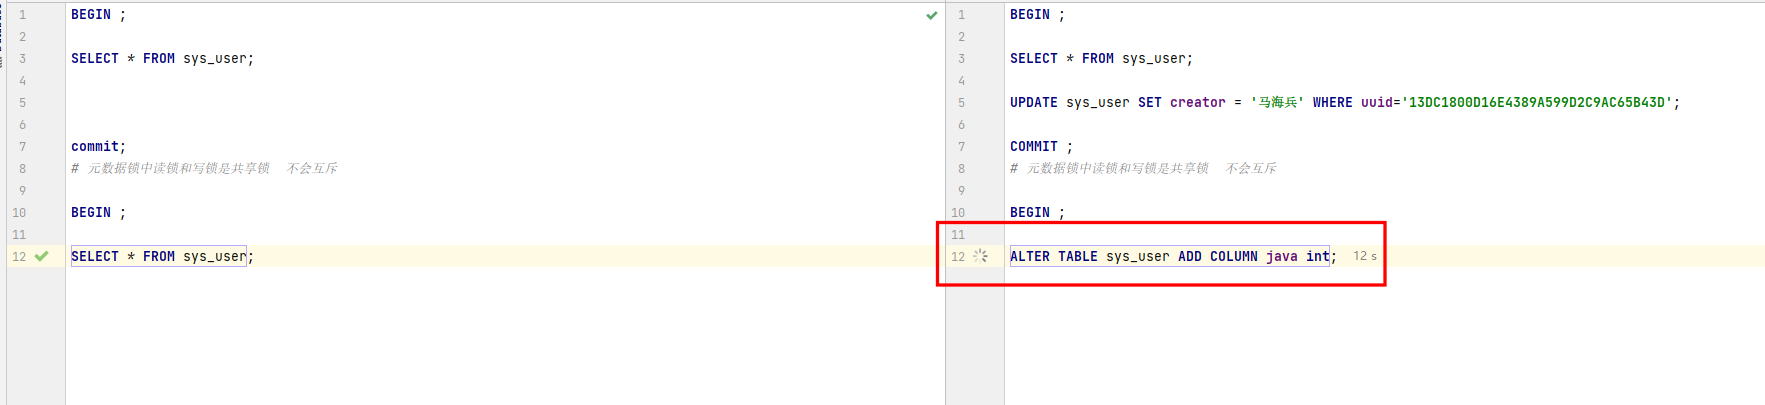 1 BEGIN ;
2
3 SELECT * FROM sys_user;
4
5
6
7 commit;
8 # 元数据锁中读锁和写锁是共享锁  不会互斥
9
10 BEGIN ;
11
12 SELECT * FROM sys_user;
1 BEGIN ;
2
3 SELECT * FROM sys_user;
4
5 UPDATE sys_user SET creator = '马海兵' WHERE uuid='13DC1800D16E4389A599D2C9AC65B43D';
6
7 COMMIT ;
8 # 元数据锁中读锁和写锁是共享锁  不会互斥
9
10 BEGIN ;
11
12 ALTER TABLE sys_user ADD COLUMN java int; 12 s